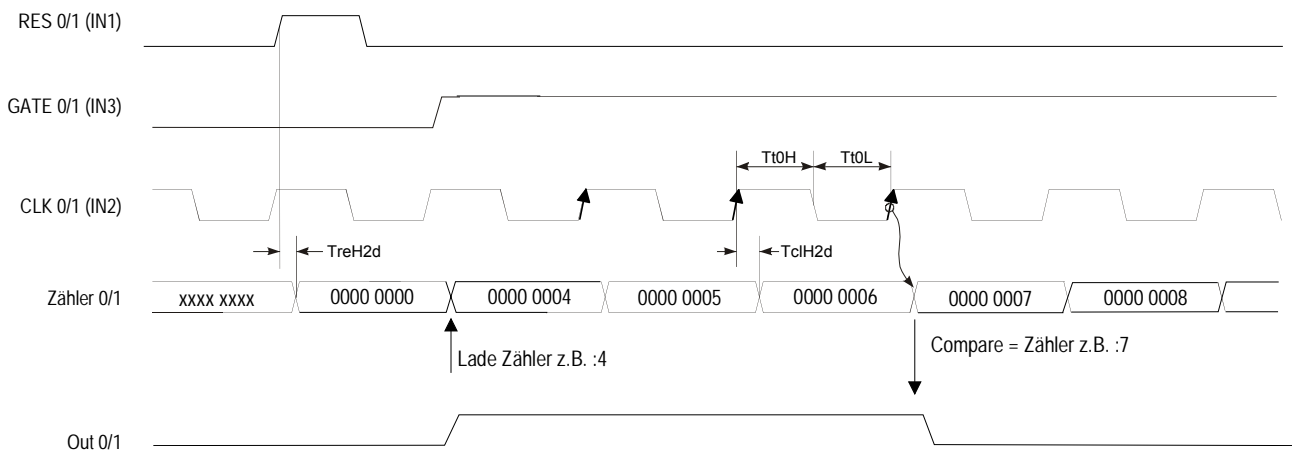 RES 0/1 (IN1)
GATE 0/1 (IN3)
Tt0H Tt0L
CLK 0/1 (IN2)
TreH2d TclH2d
Zähler 0/1 xxxx xxxx 0000 0000 0000 0004 0000 0005 0000 0006 0000 0007 0000 0008
Lade Zähler z.B. :4 Compare = Zähler z.B. :7
Out 0/1